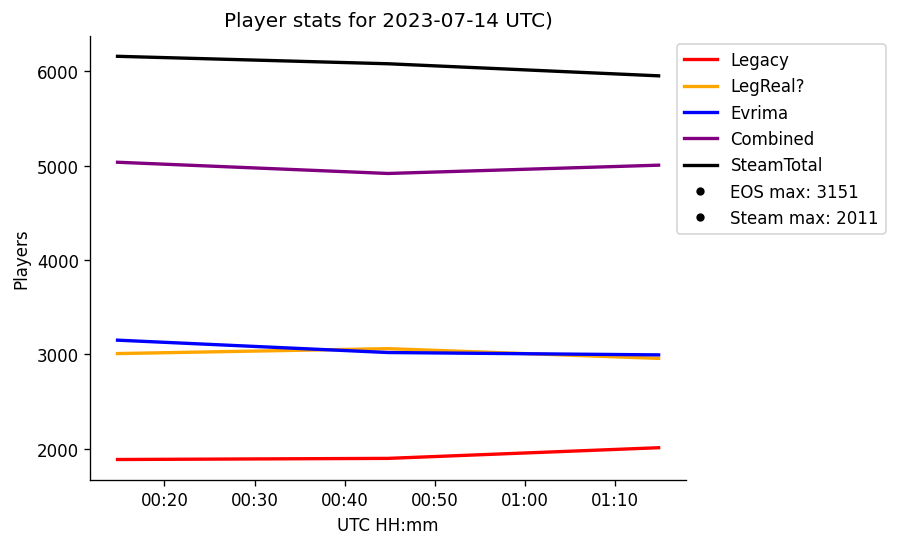 Player stats for 2023-07-14 UTC)
Legacy
LegReal?
Evrima
Combined
SteamTotal
EOS max: 3151
Steam max: 2011
Players
6000
5000
4000
3000
2000
00:20 00:30 00:40 00:50 01:00 01:10
UTC HH:mm